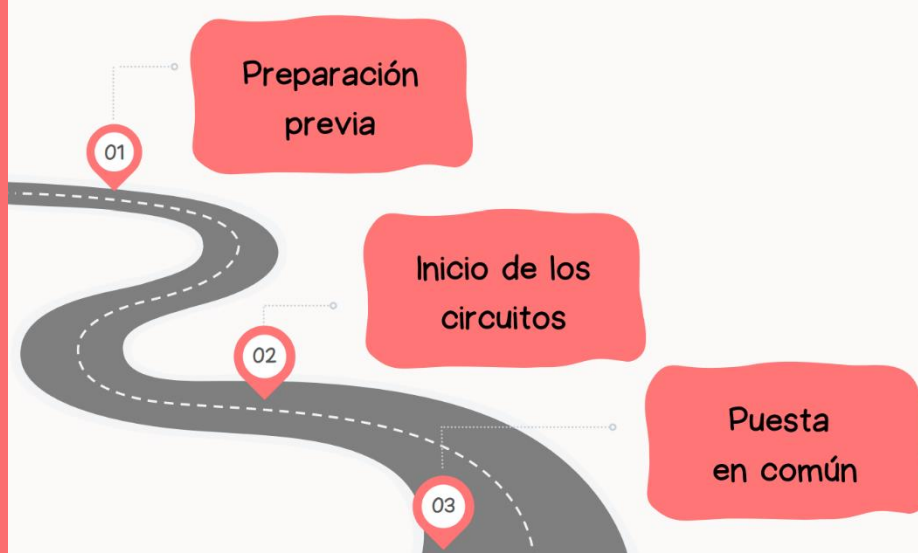 Preparación
previa
01
Inicio de los
circuitos
02
Puesta
en común
03